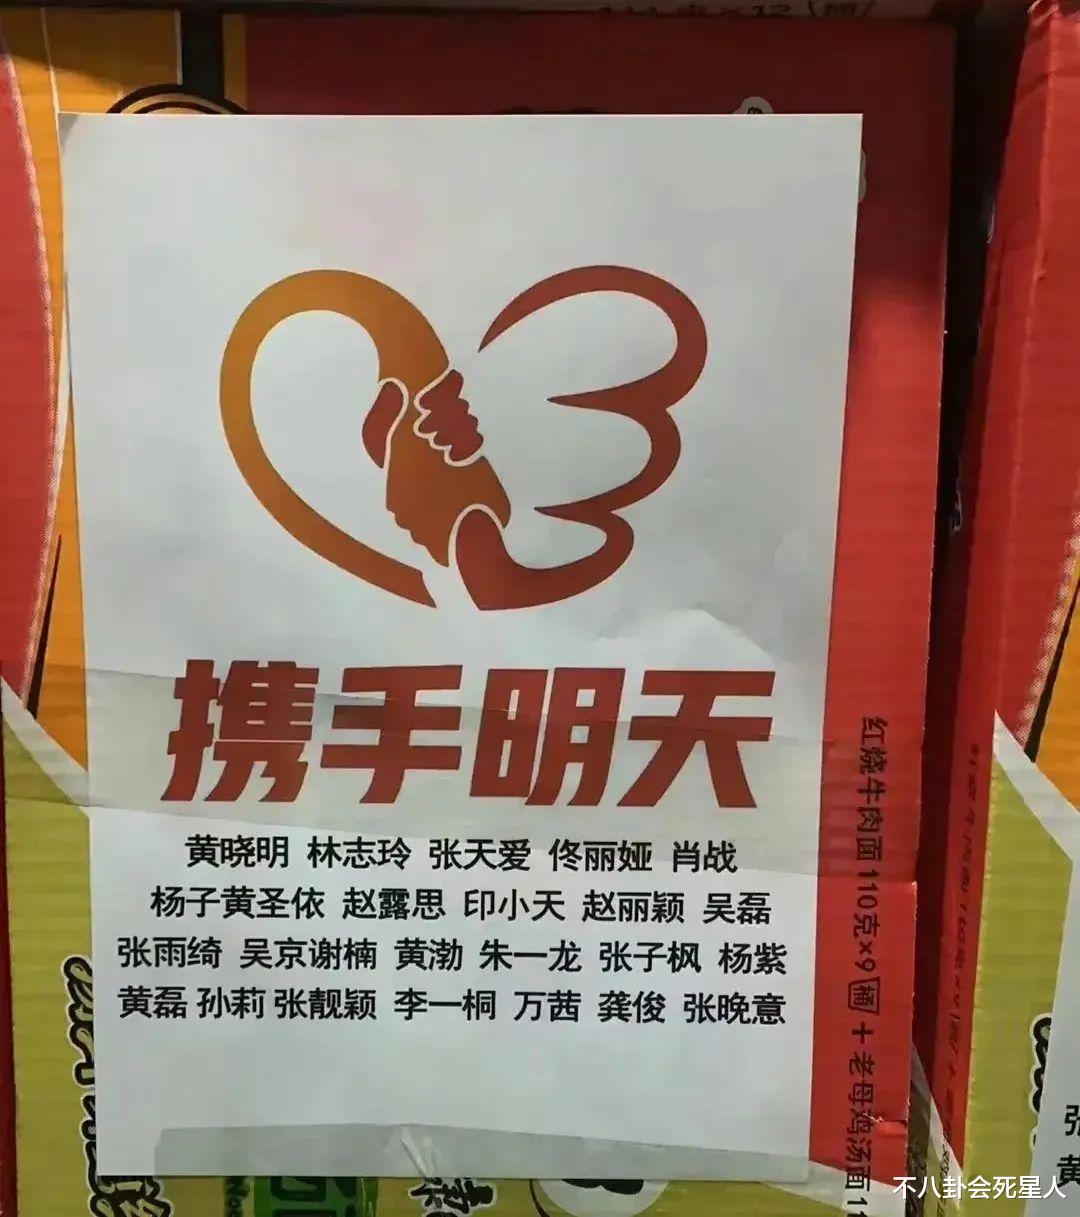 携手明天
黄晓明 林志玲 张天爱 佟丽娅 肖战
杨子黄圣依 赵露思 印小天 赵丽颖 吴磊
张雨绮 吴京谢楠 黄渤 朱一龙 张子枫 杨紫
黄磊 孙莉 张靓颖 李一桐 万茜 龚俊 张晚意
红烧牛肉面110克×9桶+老母鸡汤面11
张
黄
不八卦会死星人